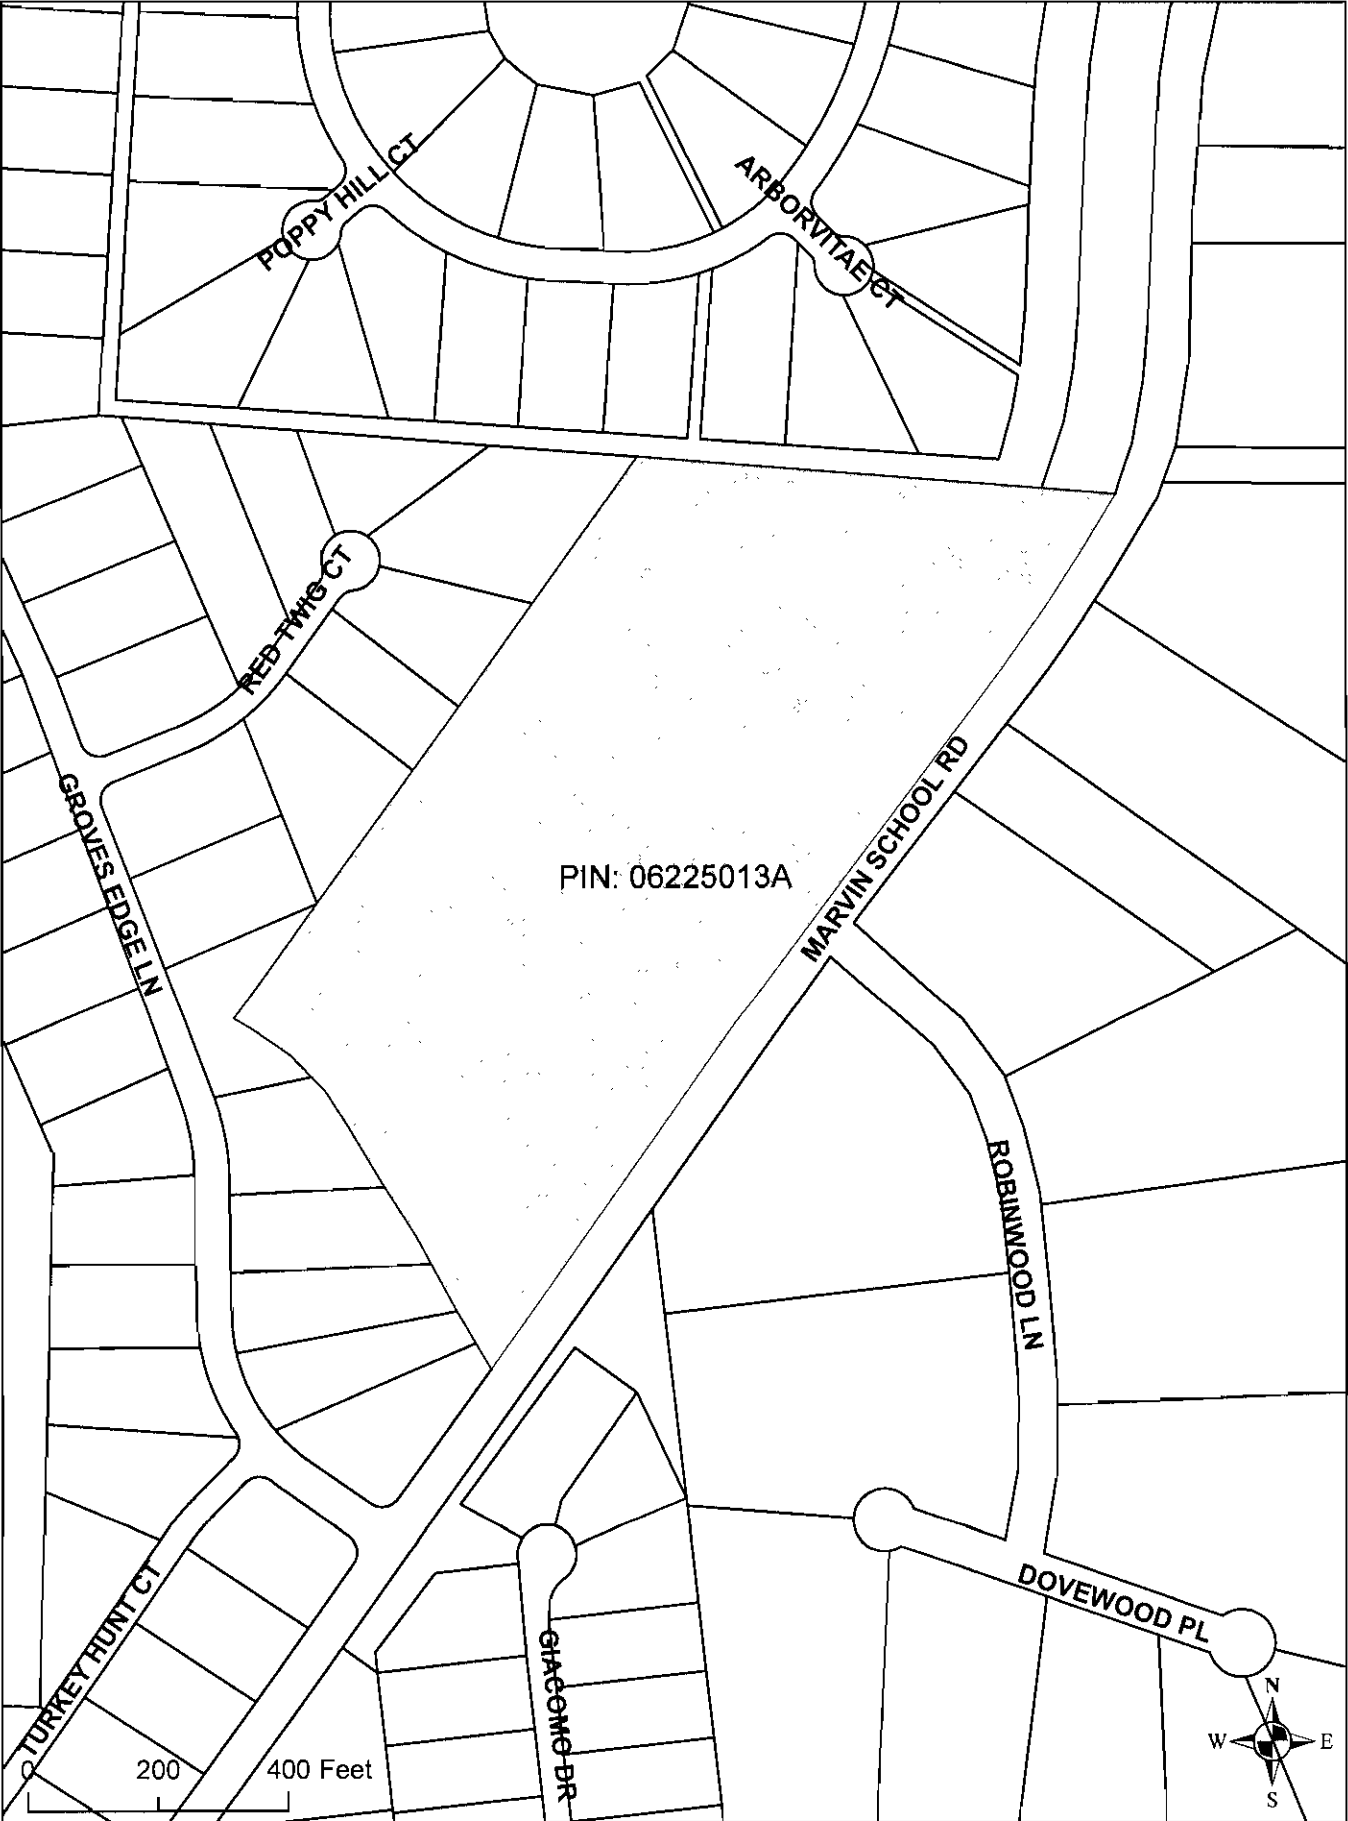 POPPY HILL CT
ARBORVITAE CT
RED TWIG CT
GROVES EDGE LN
MARVIN SCHOOL RD
PIN: 06225013A
ROBINWOOD LN
DOVEWOOD PL
TURKEY HUNT CT
GIACOMO DR
N
W E
S
0 200 400 Feet